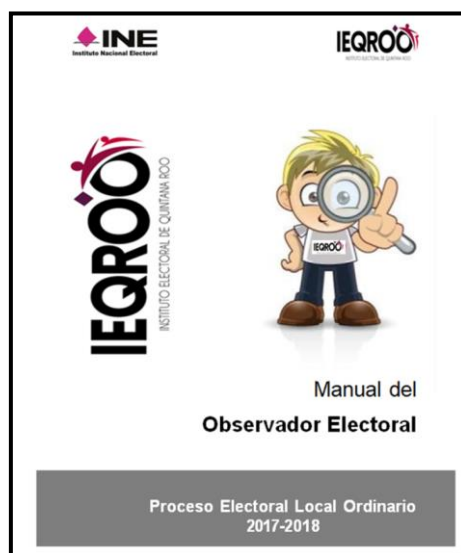 INE
Instituto Nacional Electoral
IEQROO
INSTITUTO ELECTORAL DE QUINTANA ROO
IEQROO
INSTITUTO ELECTORAL DE QUINTANA ROO
IEQROO
Manual del
Observador Electoral
Proceso Electoral Local Ordinario
2017-2018